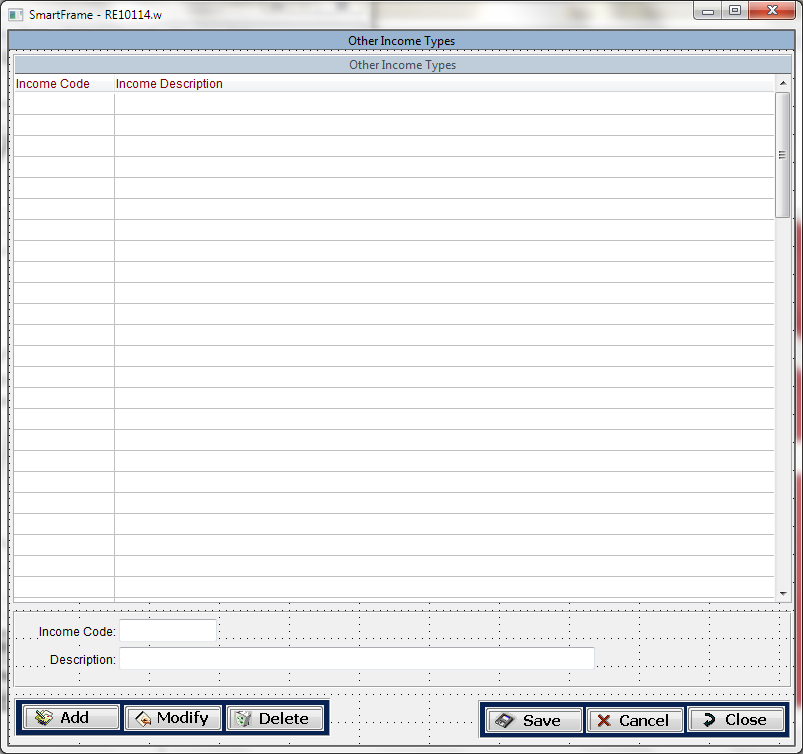 SmartFrame - RE10114.w
Other Income Types
Other Income Types
Income Code Income Description
Income Code:
Description:
Add Modify Delete Save Cancel Close